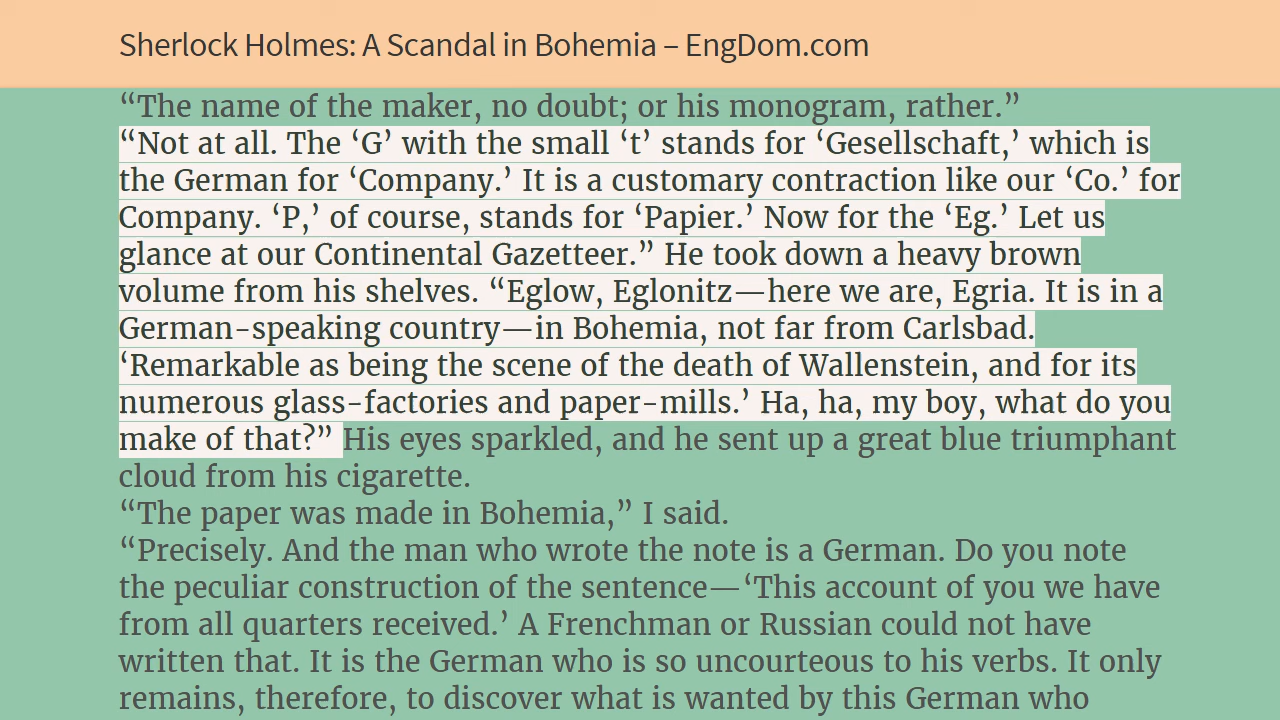 Sherlock Holmes: A Scandal in Bohemia – EngDom.com
“The name of the maker, no doubt; or his monogram, rather.”
“Not at all. The ‘G’ with the small ‘t’ stands for ‘Gesellschaft,’ which is
the German for ‘Company.’ It is a customary contraction like our ‘Co.’ for
Company. ‘P,’ of course, stands for ‘Papier.’ Now for the ‘Eg.’ Let us
glance at our Continental Gazetteer.” He took down a heavy brown
volume from his shelves. “Eglow, Eglonitz—here we are, Egria. It is in a
German-speaking country—in Bohemia, not far from Carlsbad.
‘Remarkable as being the scene of the death of Wallenstein, and for its
numerous glass-factories and paper-mills.’ Ha, ha, my boy, what do you
make of that?” His eyes sparkled, and he sent up a great blue triumphant
cloud from his cigarette.
“The paper was made in Bohemia,” I said.
“Precisely. And the man who wrote the note is a German. Do you note
the peculiar construction of the sentence—‘This account of you we have
from all quarters received.’ A Frenchman or Russian could not have
written that. It is the German who is so uncourteous to his verbs. It only
remains, therefore, to discover what is wanted by this German who